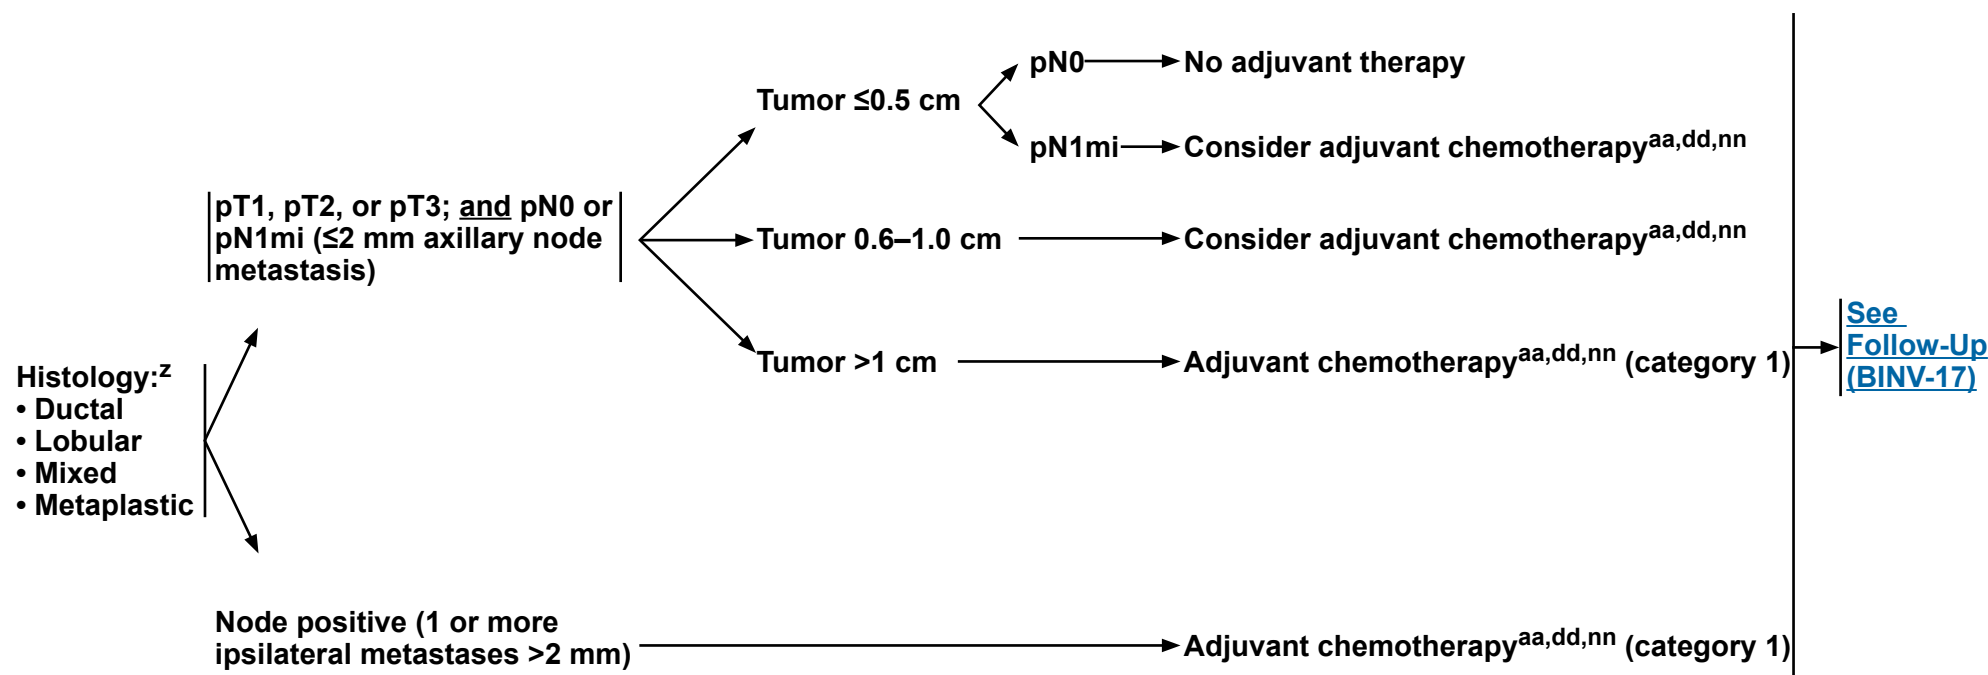 Histology:z
• Ductal
• Lobular
• Mixed
• Metaplastic
pT1, pT2, or pT3; and pN0 or
pN1mi (≤2 mm axillary node
metastasis)
Tumor ≤0.5 cm
pN0
No adjuvant therapy
pN1mi
Consider adjuvant chemotherapyaa,dd,nn
Tumor 0.6–1.0 cm
Consider adjuvant chemotherapyaa,dd,nn
Tumor >1 cm
Adjuvant chemotherapyaa,dd,nn (category 1)
Node positive (1 or more
ipsilateral metastases >2 mm)
Adjuvant chemotherapyaa,dd,nn (category 1)
See
Follow-Up
(BINV-17)